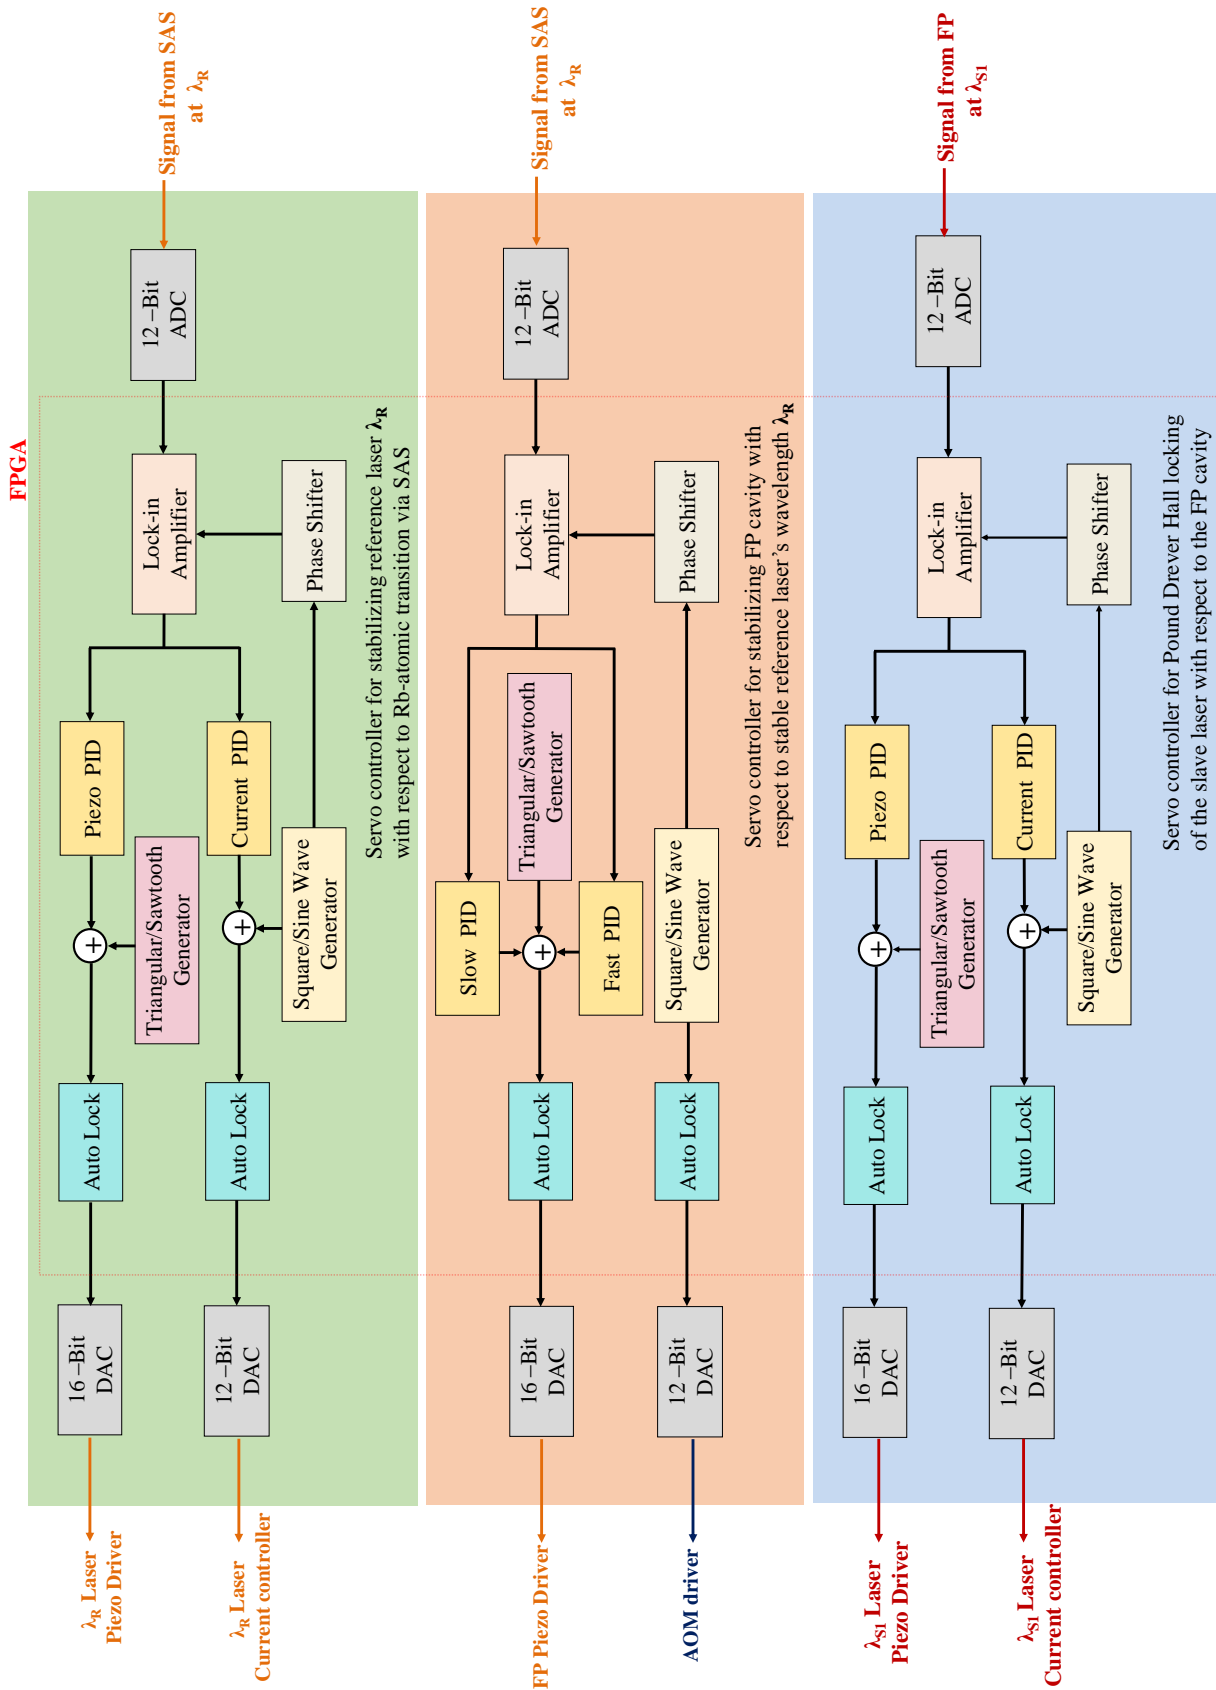 FPGA
Signal from SAS
at λR
12 –Bit
ADC
Lock-in
Amplifier
Phase Shifter
Piezo PID
Current PID
Triangular/Sawtooth
Generator
Square/Sine Wave
Generator
+
+
Auto Lock
Auto Lock
16 –Bit
DAC
12 –Bit
DAC
λR Laser
Piezo Driver
λR Laser
Current controller
Servo controller for stabilizing reference laser λR
with respect to Rb-atomic transition via SAS
Signal from SAS
at λR
12 –Bit
ADC
Lock-in
Amplifier
Phase Shifter
Triangular/Sawtooth
Generator
Slow PID
Fast PID
+
Square/Sine Wave
Generator
Auto Lock
Auto Lock
16 –Bit
DAC
12 –Bit
DAC
FP Piezo Driver
AOM driver
Servo controller for stabilizing FP cavity with
respect to stable reference laser's wavelength λR
Signal from FP
at λS1
12 –Bit
ADC
Lock-in
Amplifier
Phase Shifter
Piezo PID
Current PID
Triangular/Sawtooth
Generator
Square/Sine Wave
Generator
+
+
Auto Lock
Auto Lock
16 –Bit
DAC
12 –Bit
DAC
λS1 Laser
Piezo Driver
λS1 Laser
Current controller
Servo controller for Pound Drever Hall locking
of the slave laser with respect to the FP cavity